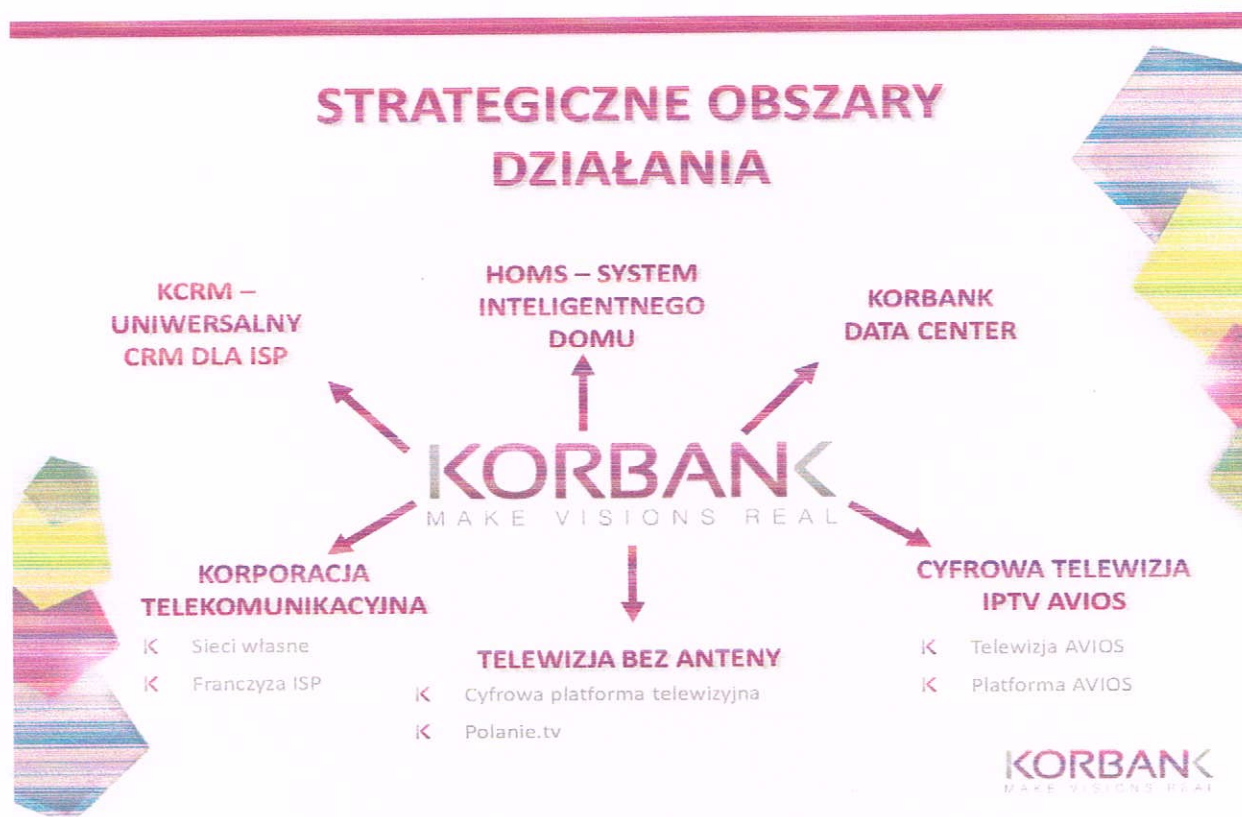 STRATEGICZNE OBSZARY
DZIAŁANIA
KCRM –
UNIWERSALNY
CRM DLA ISP
HOMS – SYSTEM
INTELIGENTNEGO
DOMU
KORBANK
DATA CENTER
KORBANK
MAKE VISIONS REAL
KORPORACJA
TELEKOMUNIKACYJNA
Sieci własne
Franczyza ISP
TELEWIZJA BEZ ANTENY
Cyfrowa platforma telewizyjna
Polanie.tv
CYFROWA TELEWIZJA
IPTV AVIOS
Telewizja AVIOS
Platforma AVIOS
KORBANK
MAKE VISIONS REAL